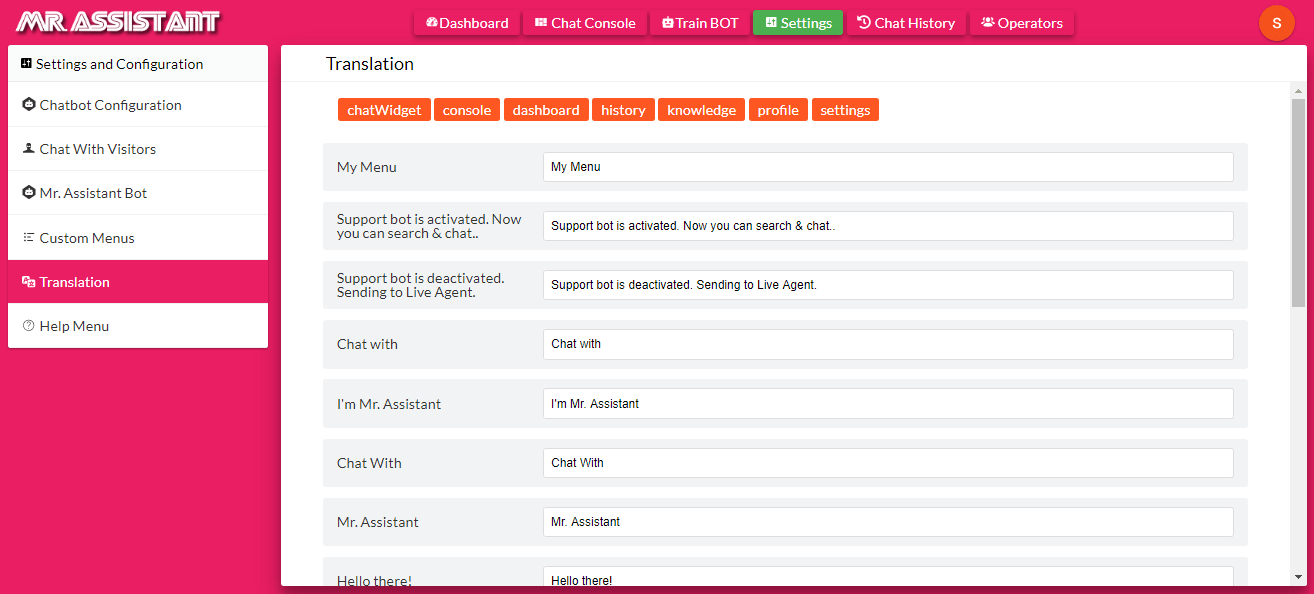 MR ASSISTANT
Dashboard
Chat Console
Train BOT
Settings
Chat History
Operators
S
Settings and Configuration
Chatbot Configuration
Chat With Visitors
Mr. Assistant Bot
Custom Menus
Translation
Help Menu
Translation
chatWidget
console
dashboard
history
knowledge
profile
settings
My Menu
My Menu
Support bot is activated. Now
you can search & chat..
Support bot is activated. Now you can search & chat..
Support bot is deactivated.
Sending to Live Agent.
Support bot is deactivated. Sending to Live Agent.
Chat with
Chat with
I'm Mr. Assistant
I'm Mr. Assistant
Chat With
Chat With
Mr. Assistant
Mr. Assistant
Hello there!
Hello there!